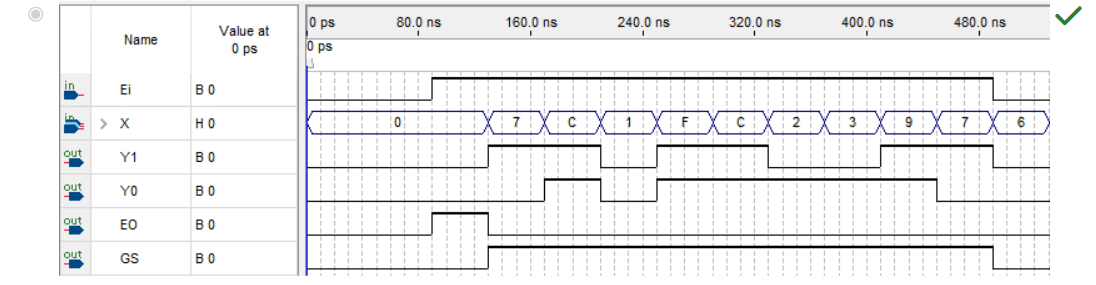 Name Value at 0 ps
0 ps 80.0 ns 160.0 ns 240.0 ns 320.0 ns 400.0 ns 480.0 ns
0 ps
in Ei B 0
in > X H 0 0 7 C 1 F C 2 3 9 7 6
out Y1 B 0
out Y0 B 0
out EO B 0
out GS B 0